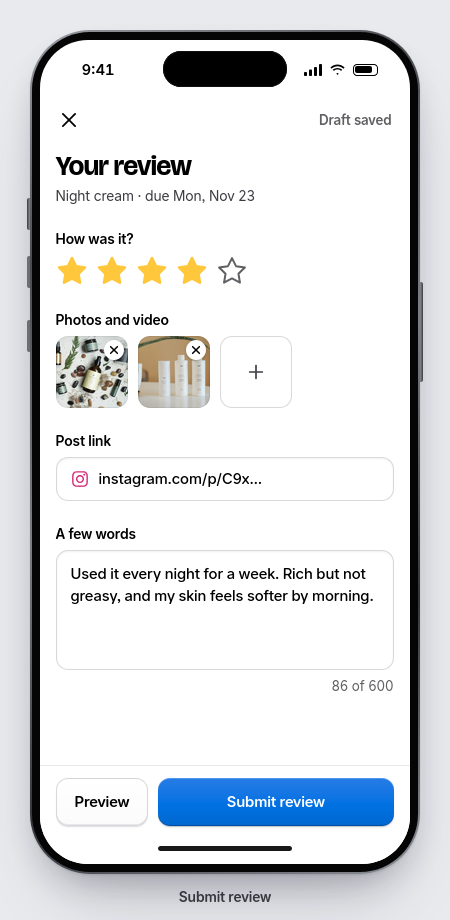 9:41
Draft saved
Your review
Night cream · due Mon, Nov 23
How was it?
Photos and video
Post link
instagram.com/p/C9x...
A few words
Used it every night for a week. Rich but not
greasy, and my skin feels softer by morning.
86 of 600
Preview
Submit review
Submit review